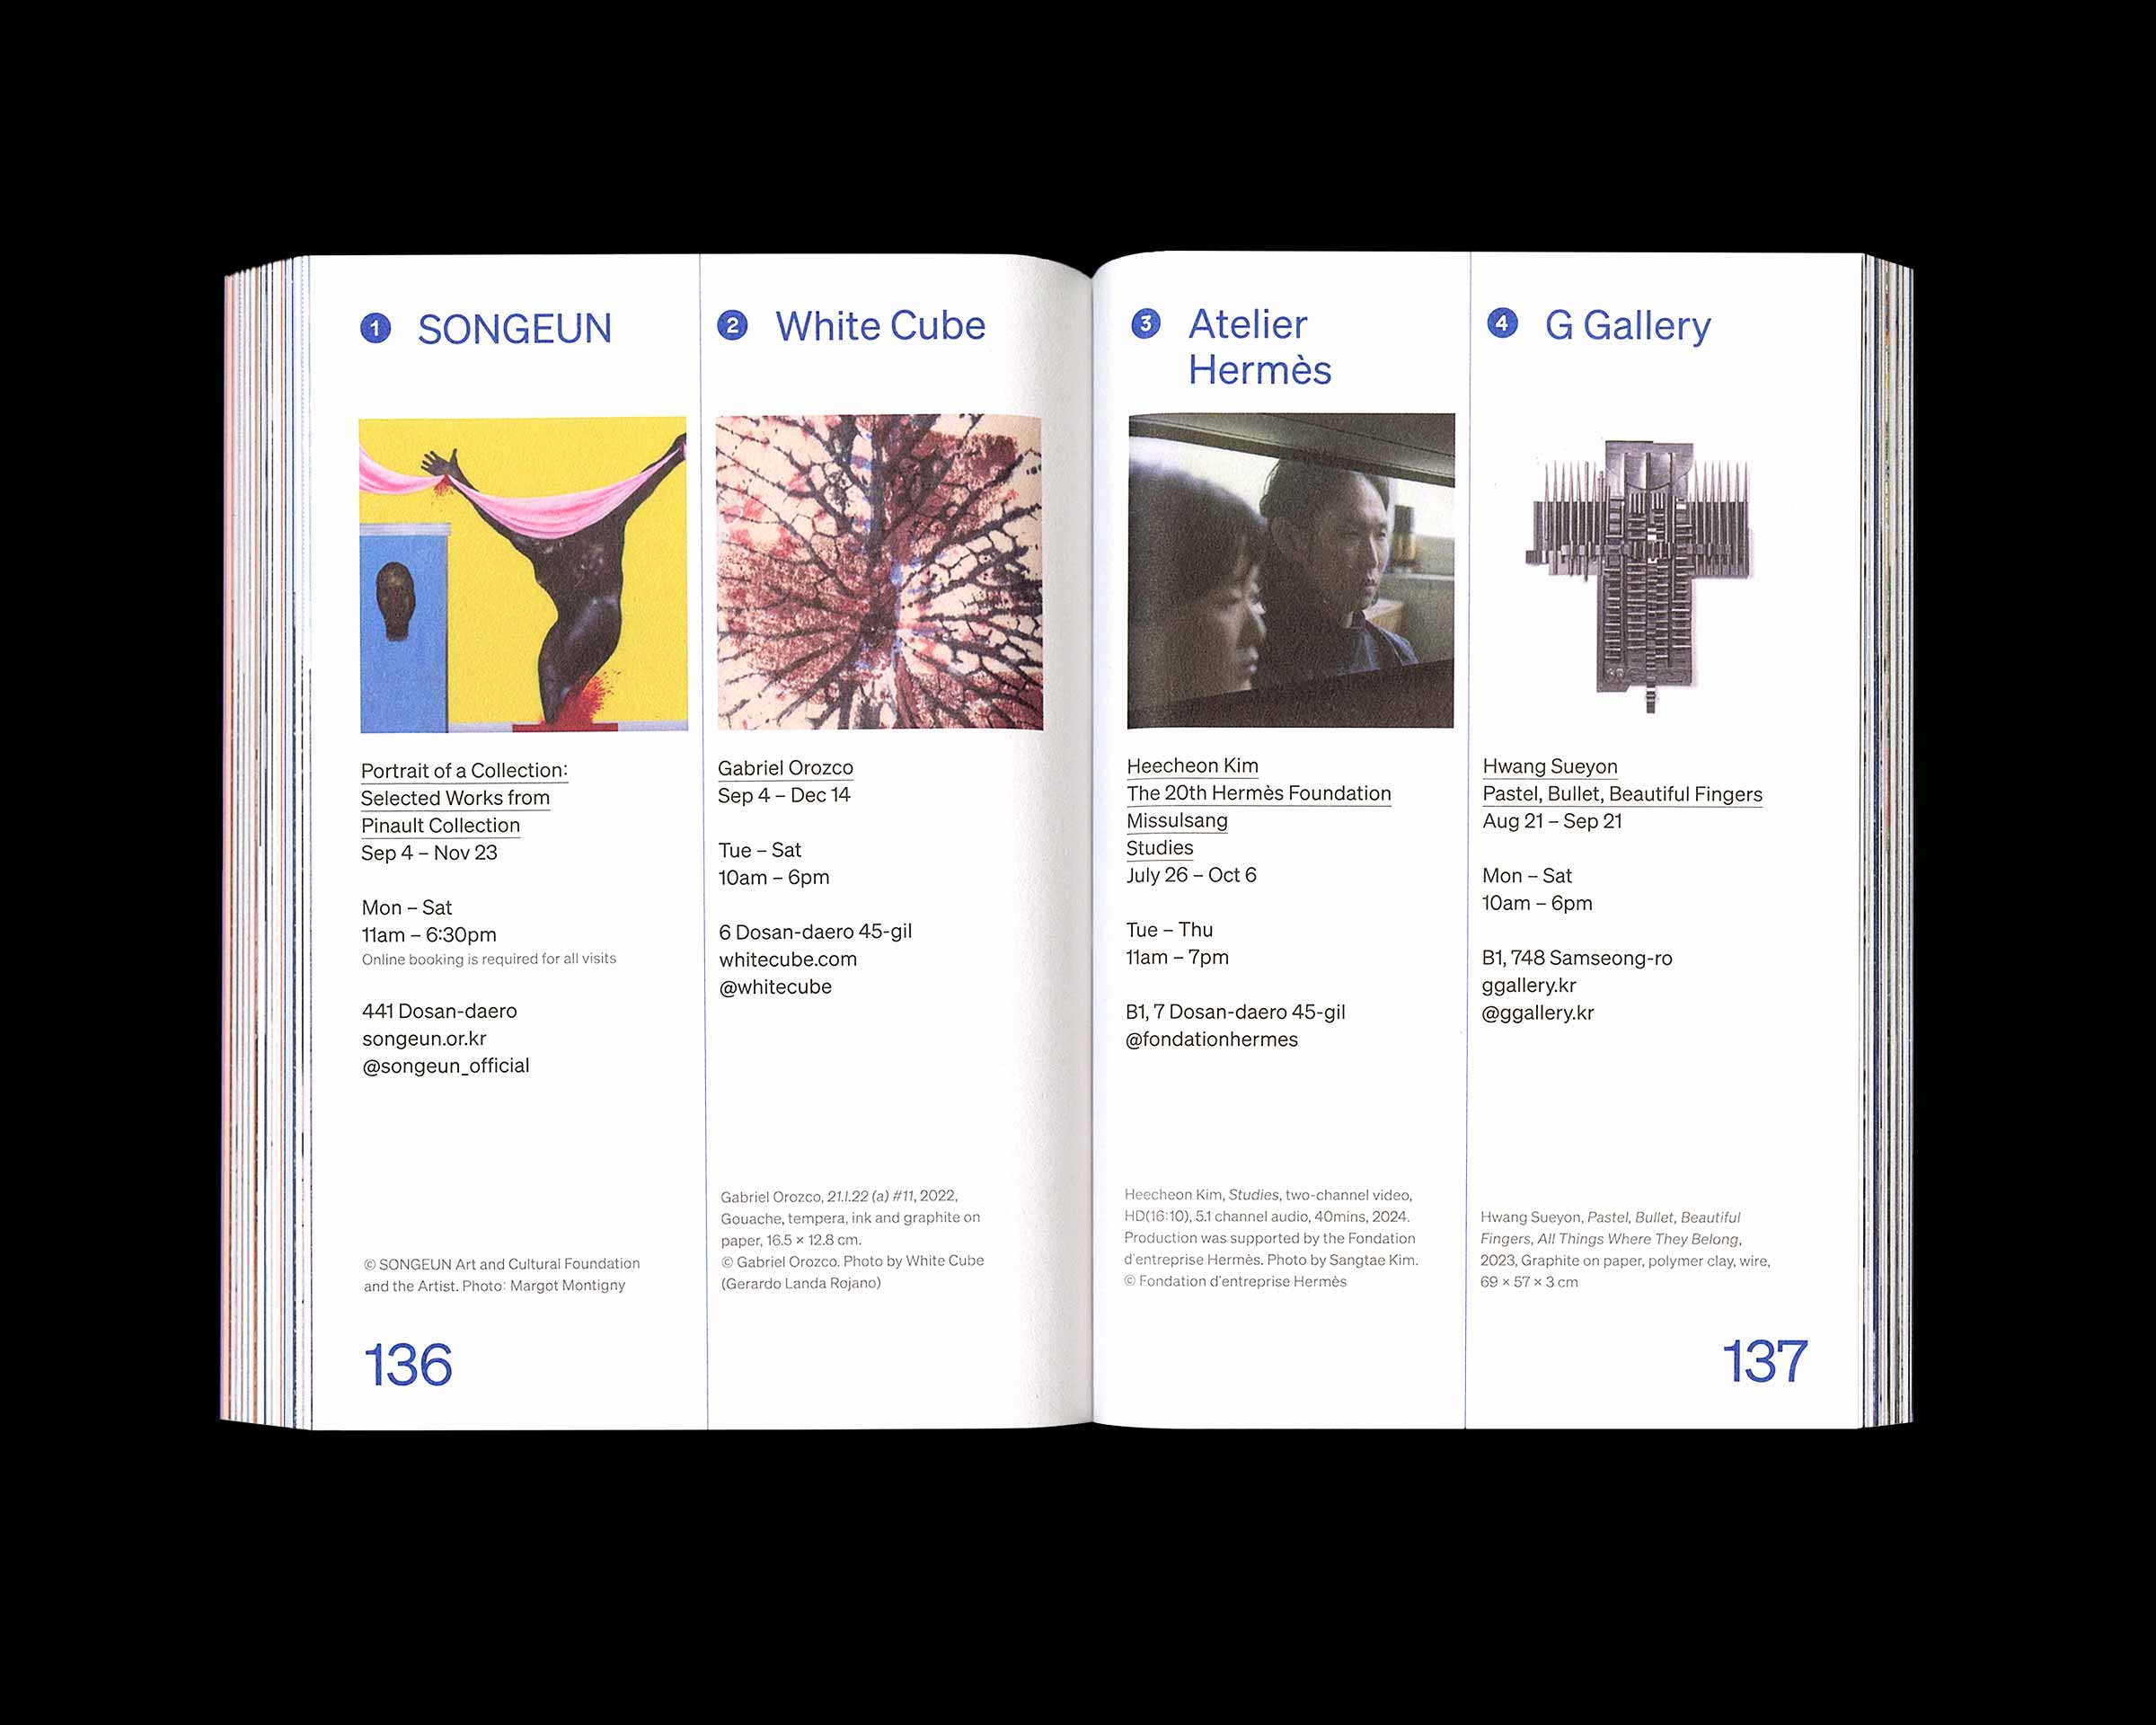 1 SONGEUN
Portrait of a Collection:
Selected Works from
Pinault Collection
Sep 4 – Nov 23
Mon – Sat
11am – 6:30pm
Online booking is required for all visits
441 Dosan-daero
songeun.or.kr
@songeun_official
© SONGEUN Art and Cultural Foundation
and the Artist. Photo: Margot Montigny
136
2 White Cube
Gabriel Orozco
Sep 4 – Dec 14
Tue – Sat
10am – 6pm
6 Dosan-daero 45-gil
whitecube.com
@whitecube
Gabriel Orozco, 21.I.22 (a) #11, 2022,
Gouache, tempera, ink and graphite on
paper, 16.5 × 12.8 cm.
© Gabriel Orozco. Photo by White Cube
(Gerardo Landa Rojano)
3 Atelier
Hermès
Heecheon Kim
The 20th Hermès Foundation
Missulsang
Studies
July 26 – Oct 6
Tue – Thu
11am – 7pm
B1, 7 Dosan-daero 45-gil
@fondationhermes
Heecheon Kim, Studies, two-channel video,
HD(16:10), 5.1 channel audio, 40mins, 2024.
Production was supported by the Fondation
d'entreprise Hermès. Photo by Sangtae Kim.
© Fondation d'entreprise Hermès
4 G Gallery
Hwang Sueyon
Pastel, Bullet, Beautiful Fingers
Aug 21 – Sep 21
Mon – Sat
10am – 6pm
B1, 748 Samseong-ro
ggallery.kr
@ggallery.kr
Hwang Sueyon, Pastel, Bullet, Beautiful
Fingers, All Things Where They Belong,
2023, Graphite on paper, polymer clay, wire,
69 × 57 × 3 cm
137